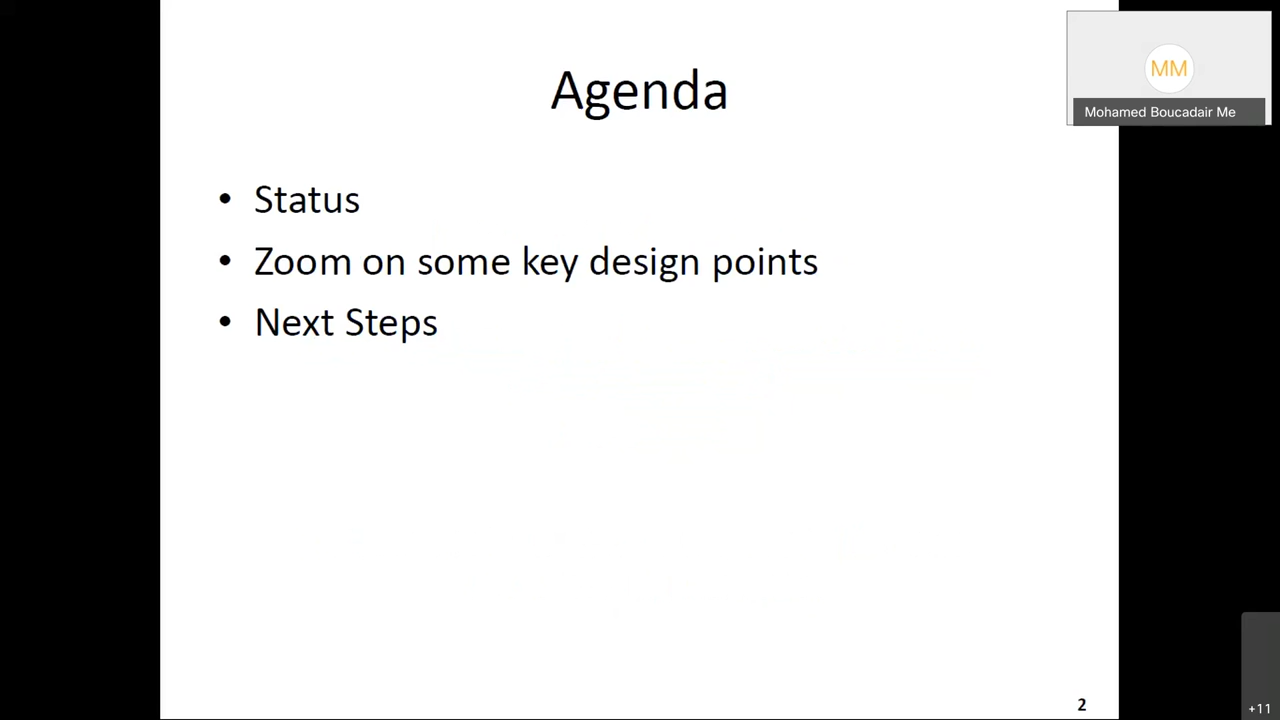 Agenda
MM
Mohamed Boucadair Me
• Status
• Zoom on some key design points
• Next Steps
2
+11